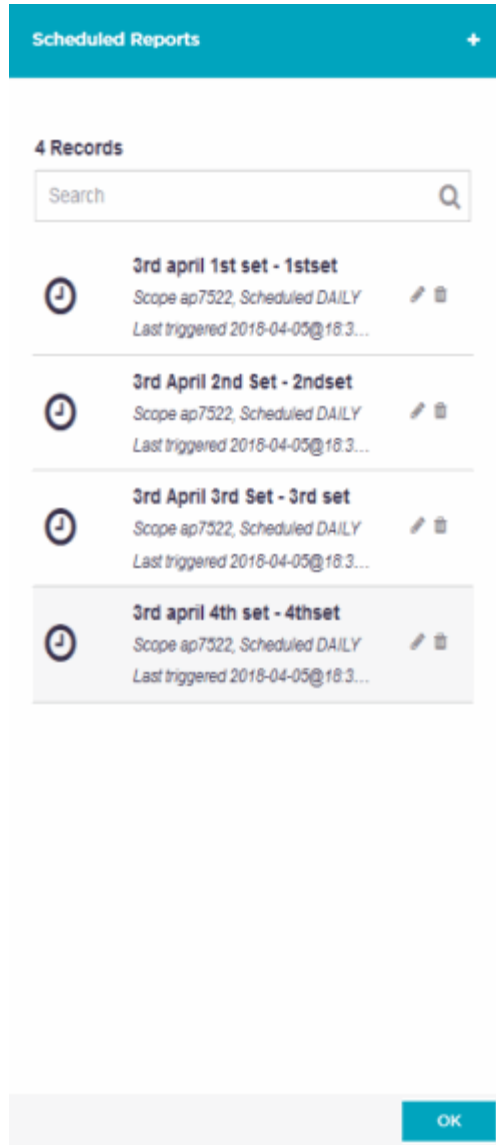 Scheduled Reports +
4 Records
Search
3rd april 1st set - 1stset
Scope ap7522, Scheduled DAILY
Last triggered 2018-04-05@18:3...
3rd April 2nd Set - 2ndset
Scope ap7522, Scheduled DAILY
Last triggered 2018-04-05@18:3...
3rd April 3rd Set - 3rd set
Scope ap7522, Scheduled DAILY
Last triggered 2018-04-05@18:3...
3rd april 4th set - 4thset
Scope ap7522, Scheduled DAILY
Last triggered 2018-04-05@18:3...
OK